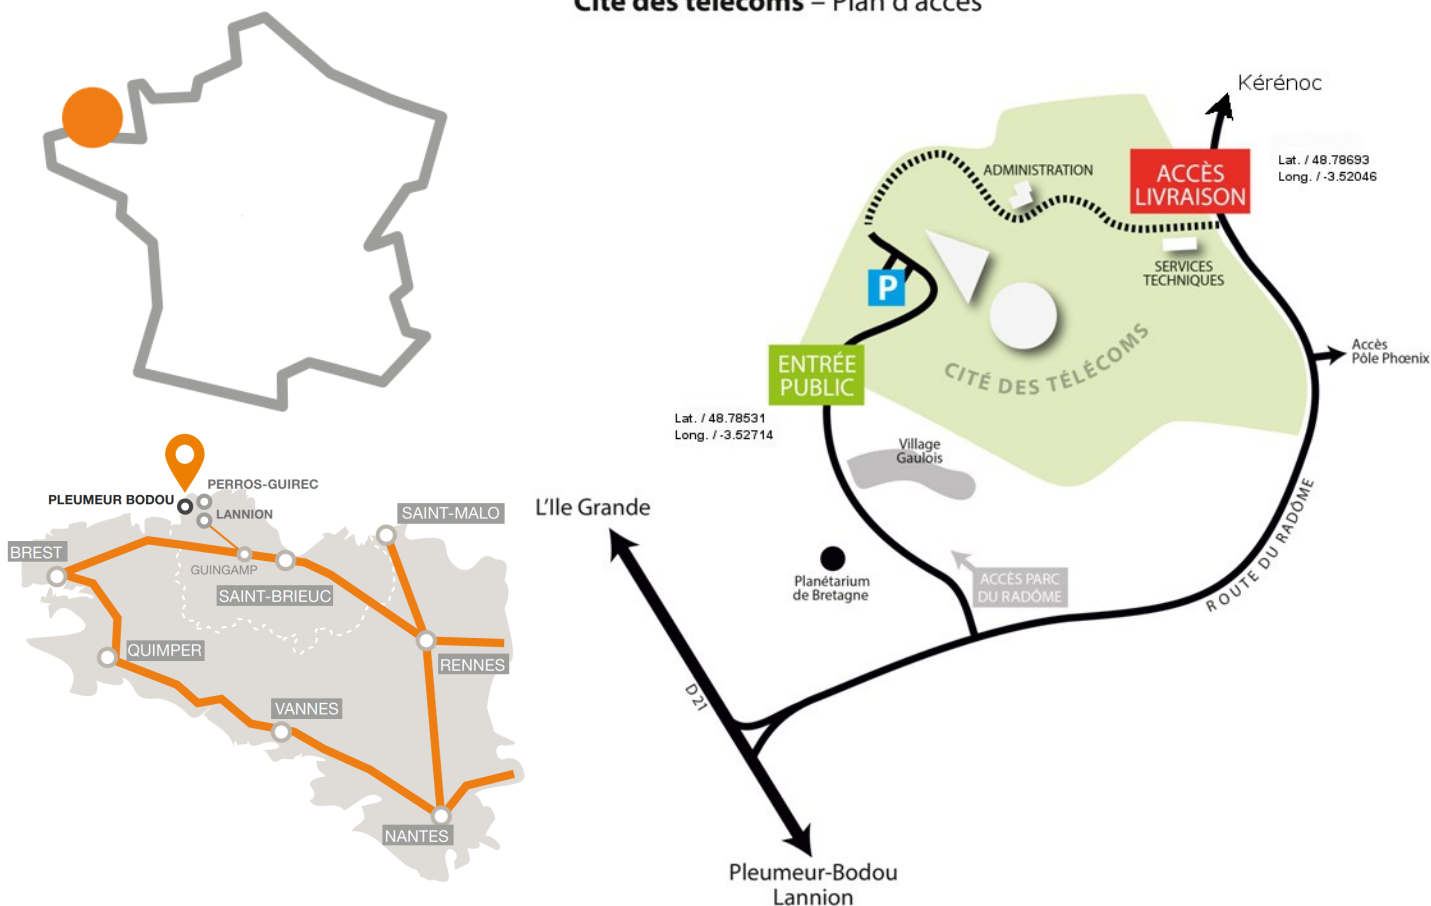 Cité des télécoms – Plan d'accès
Kérénoc
Lat. / 48.78693
Long. / -3.52046
ACCÈS
LIVRAISON
ADMINISTRATION
SERVICES
TECHNIQUES
P
Accès
Pôle Phœnix
ENTRÉE
PUBLIC
CITÉ DES TÉLÉCOMS
Lat. / 48.78531
Long. / -3.52714
Village
Gaulois
L'Ile Grande
ROUTE DU RADÔME
Planétarium
de Bretagne
ACCÈS PARC
DU RADÔME
D21
Pleumeur-Bodou
Lannion
PERROS-GUIREC
PLEUMEUR BODOU
LANNION
SAINT-MALO
BREST
GUINGAMP
SAINT-BRIEUC
QUIMPER
RENNES
VANNES
NANTES